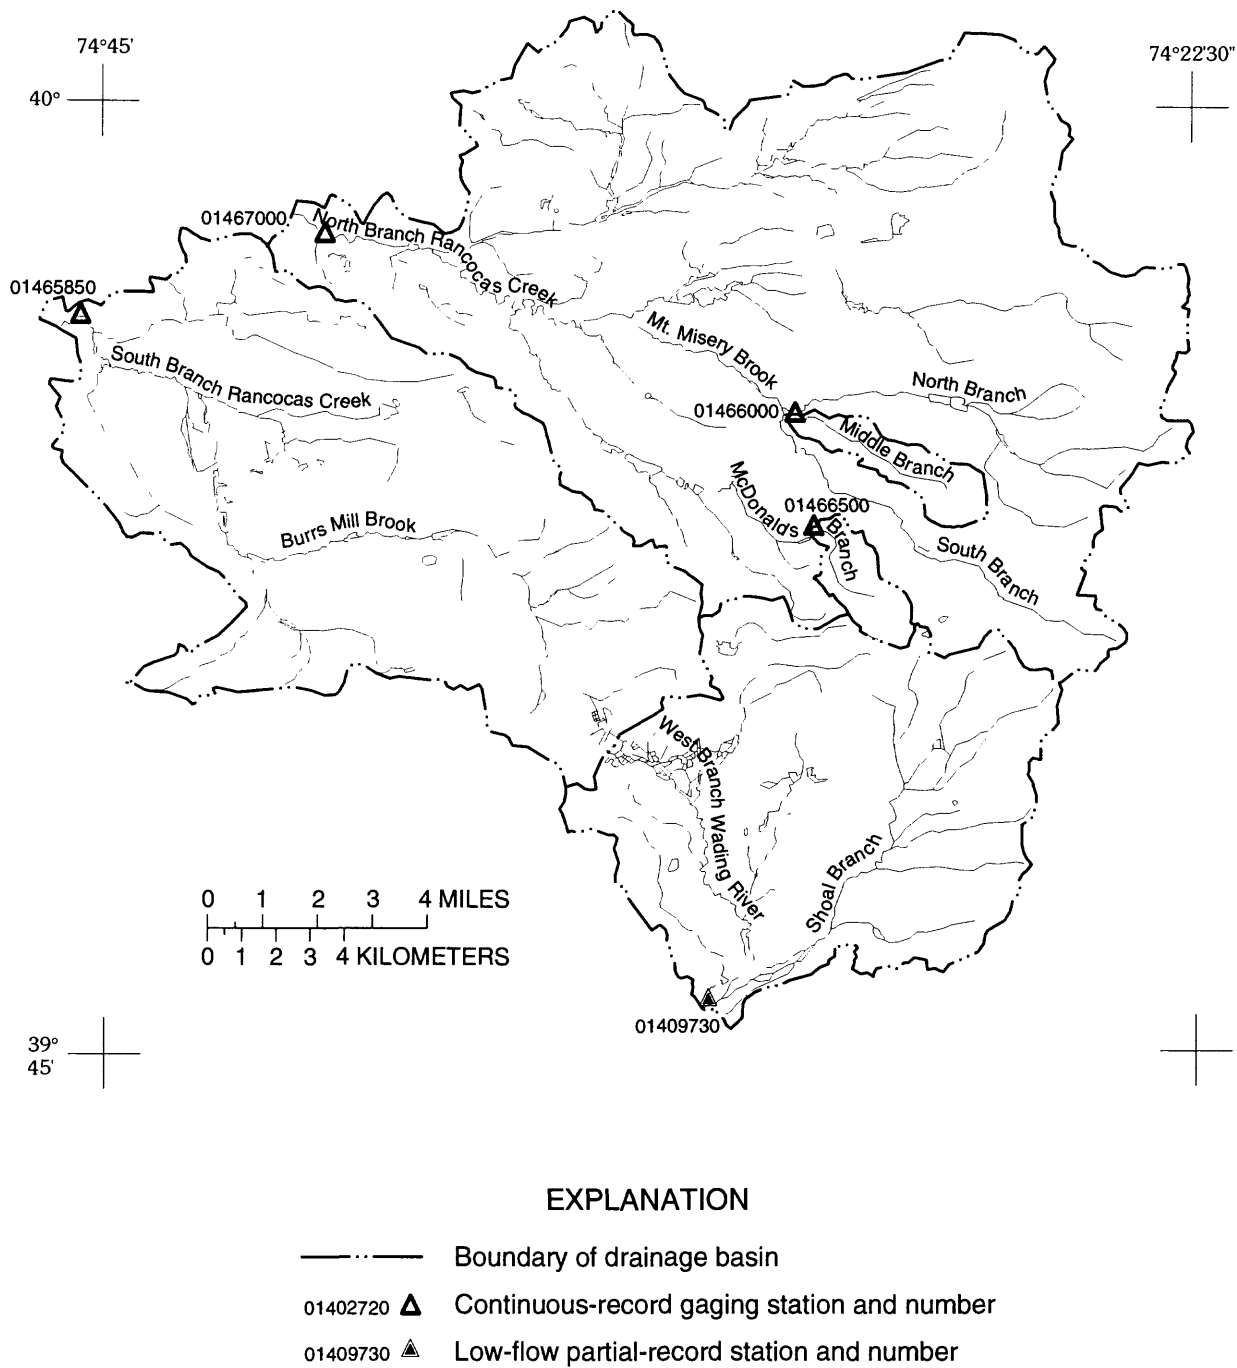 74°45'
74°22'30"
40°
01467000
North Branch Rancocas Creek
01465850
Mt. Misery Brook
South Branch Rancocas Creek
North Branch
01466000
Middle Branch
McDonalds Branch
01466500
Burrs Mill Brook
South Branch
West Branch Wading River
Shoal Branch
0 1 2 3 4 MILES
0 1 2 3 4 KILOMETERS
01409730
39°
45'
EXPLANATION
Boundary of drainage basin
01402720 Continuous-record gaging station and number
01409730 Low-flow partial-record station and number